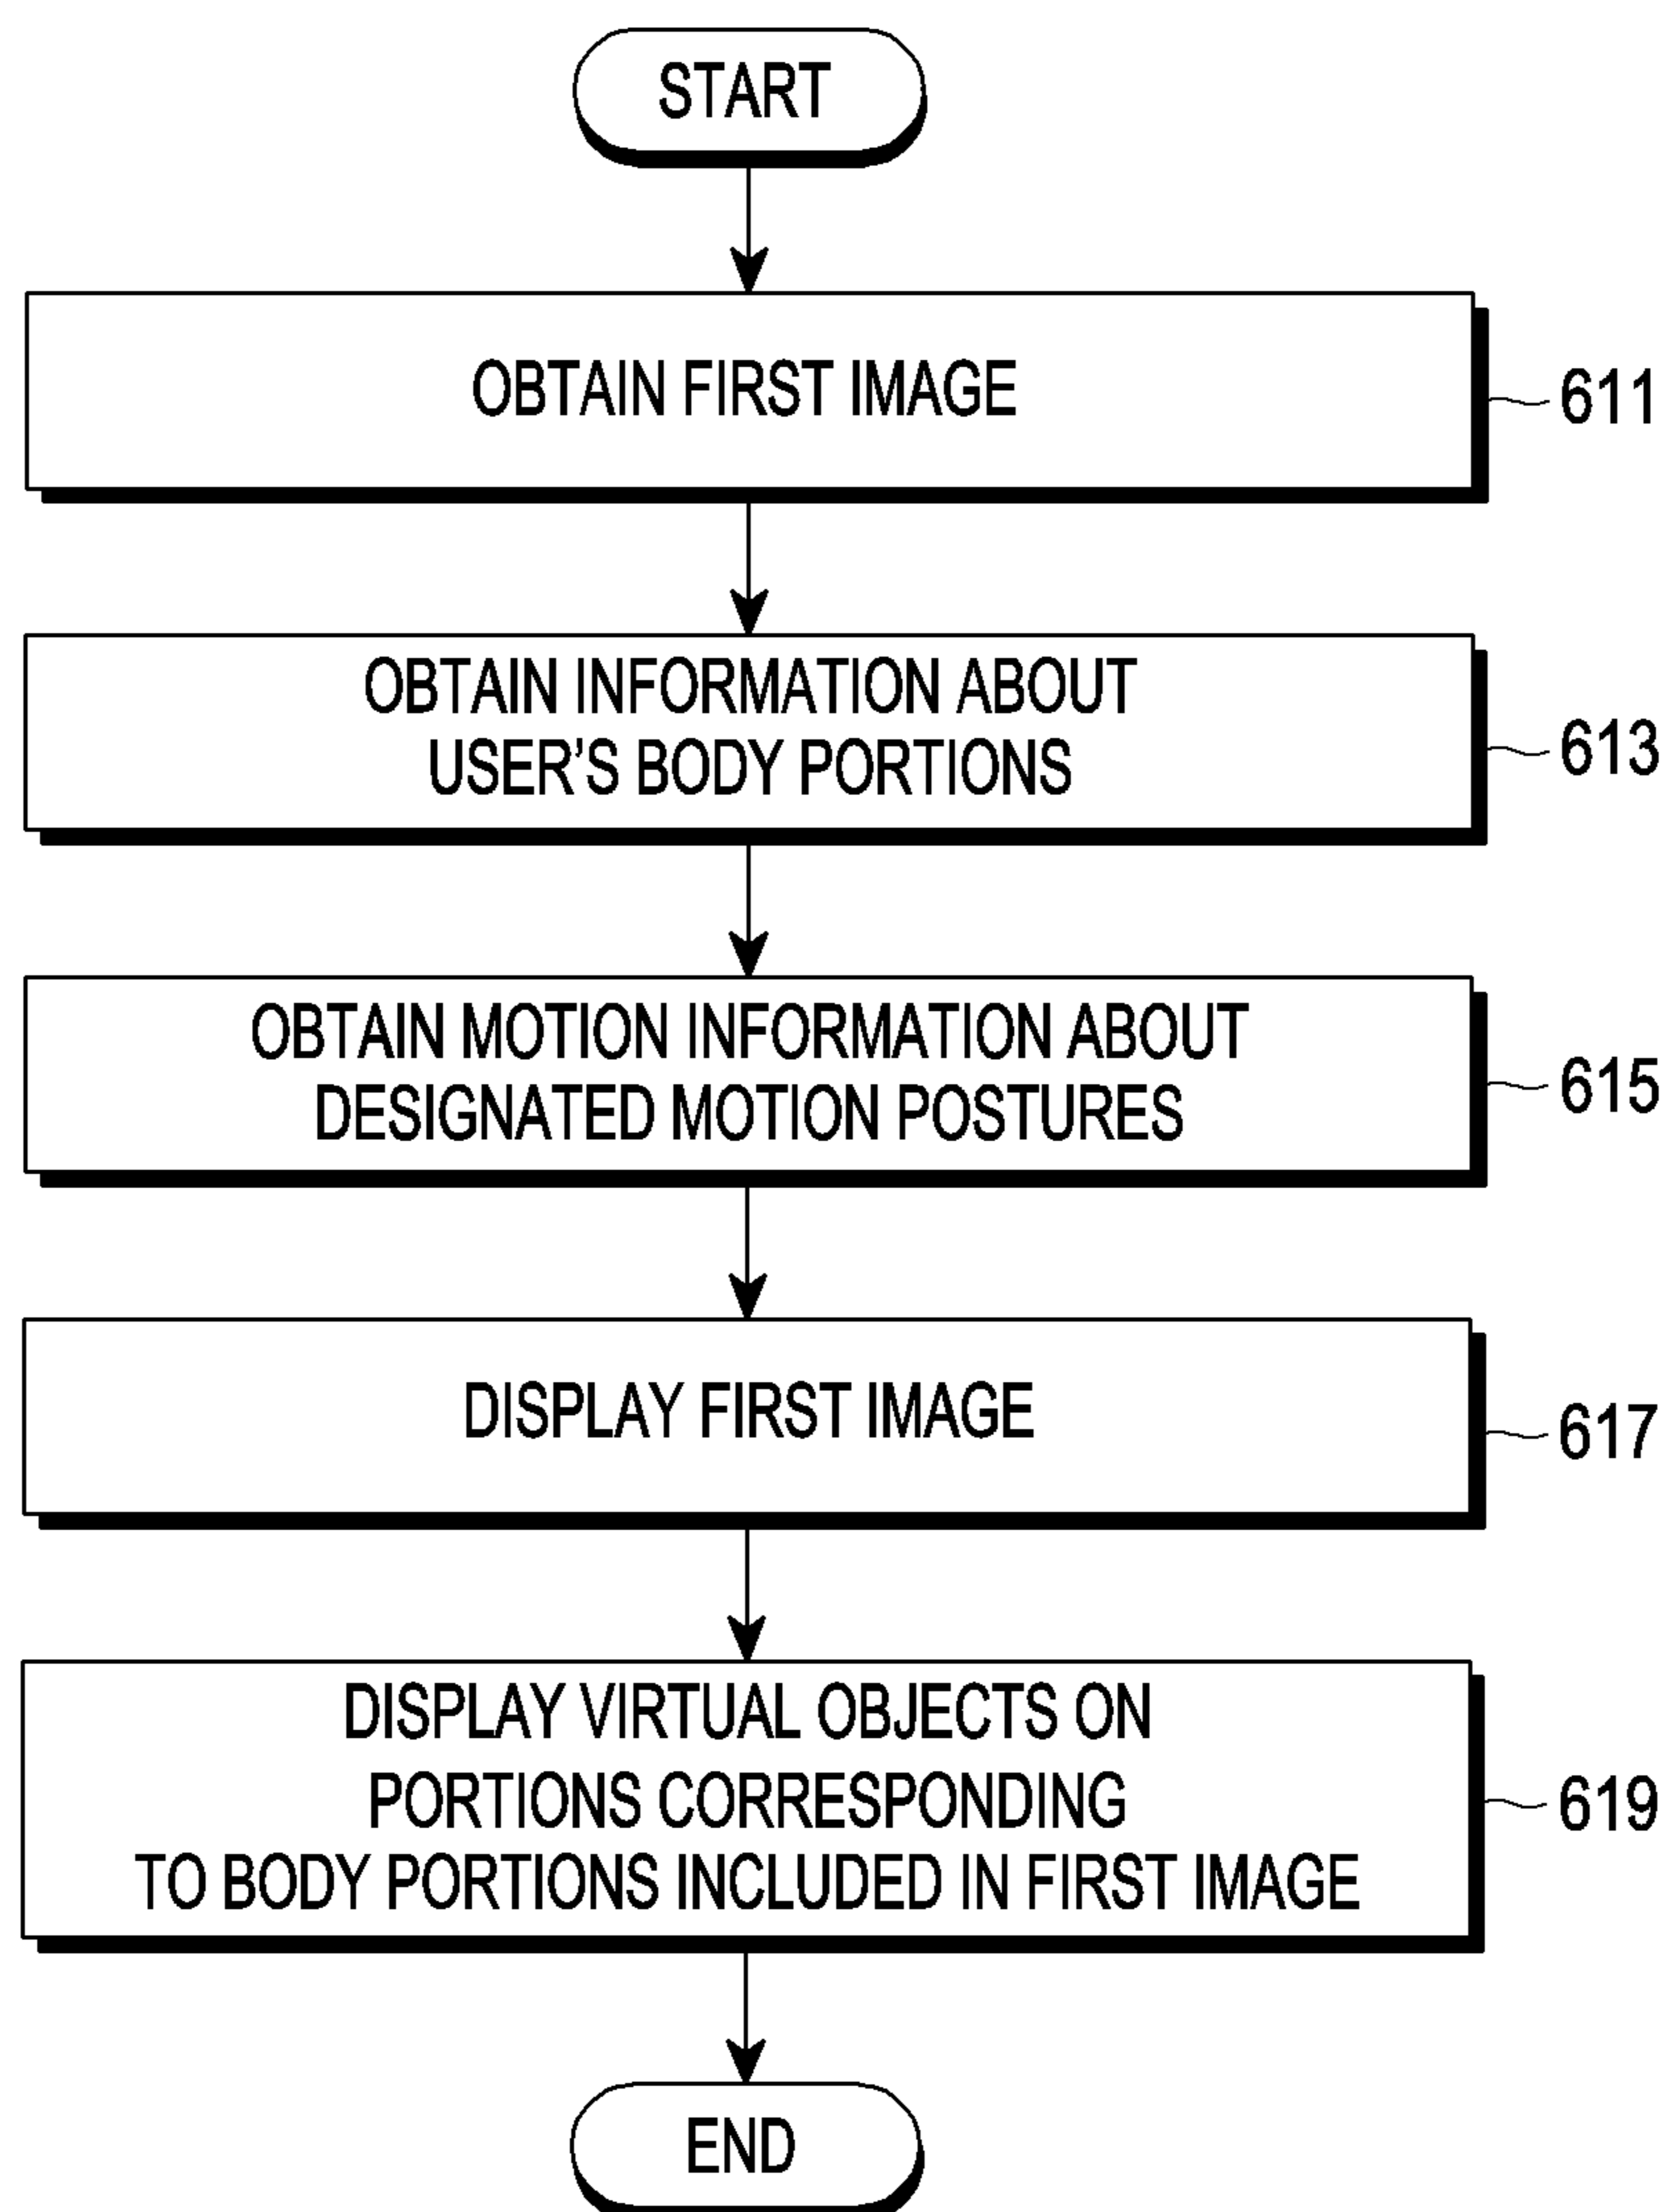 START
OBTAIN FIRST IMAGE
611
OBTAIN INFORMATION ABOUT
USER'S BODY PORTIONS
613
OBTAIN MOTION INFORMATION ABOUT
DESIGNATED MOTION POSTURES
615
DISPLAY FIRST IMAGE
617
DISPLAY VIRTUAL OBJECTS ON
PORTIONS CORRESPONDING
TO BODY PORTIONS INCLUDED IN FIRST IMAGE
619
END